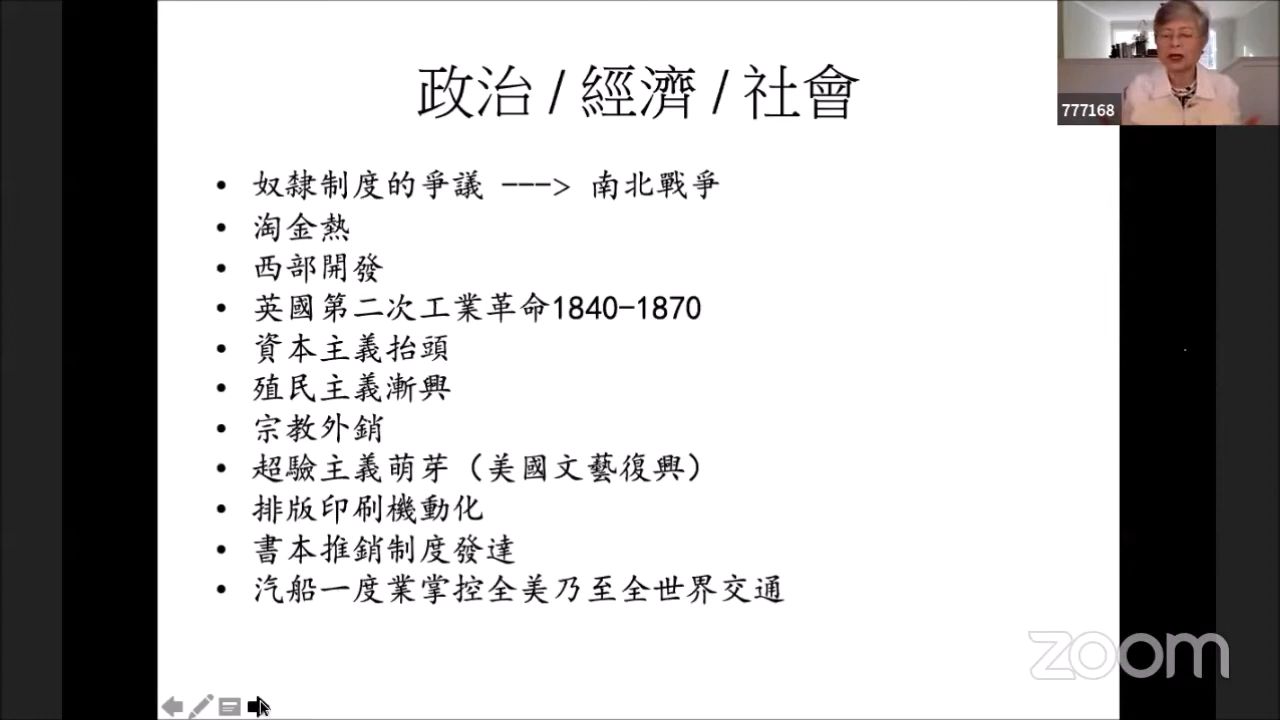 政治 / 經濟 / 社會
777168
• 奴隸制度的爭議 ---> 南北戰爭
• 淘金熱
• 西部開發
• 英國第二次工業革命1840-1870
• 資本主義抬頭
• 殖民主義漸興
• 宗教外銷
• 超驗主義萌芽（美國文藝復興）
• 排版印刷機動化
• 書本推銷制度發達
• 汽船一度業掌控全美乃至全世界交通
zoom